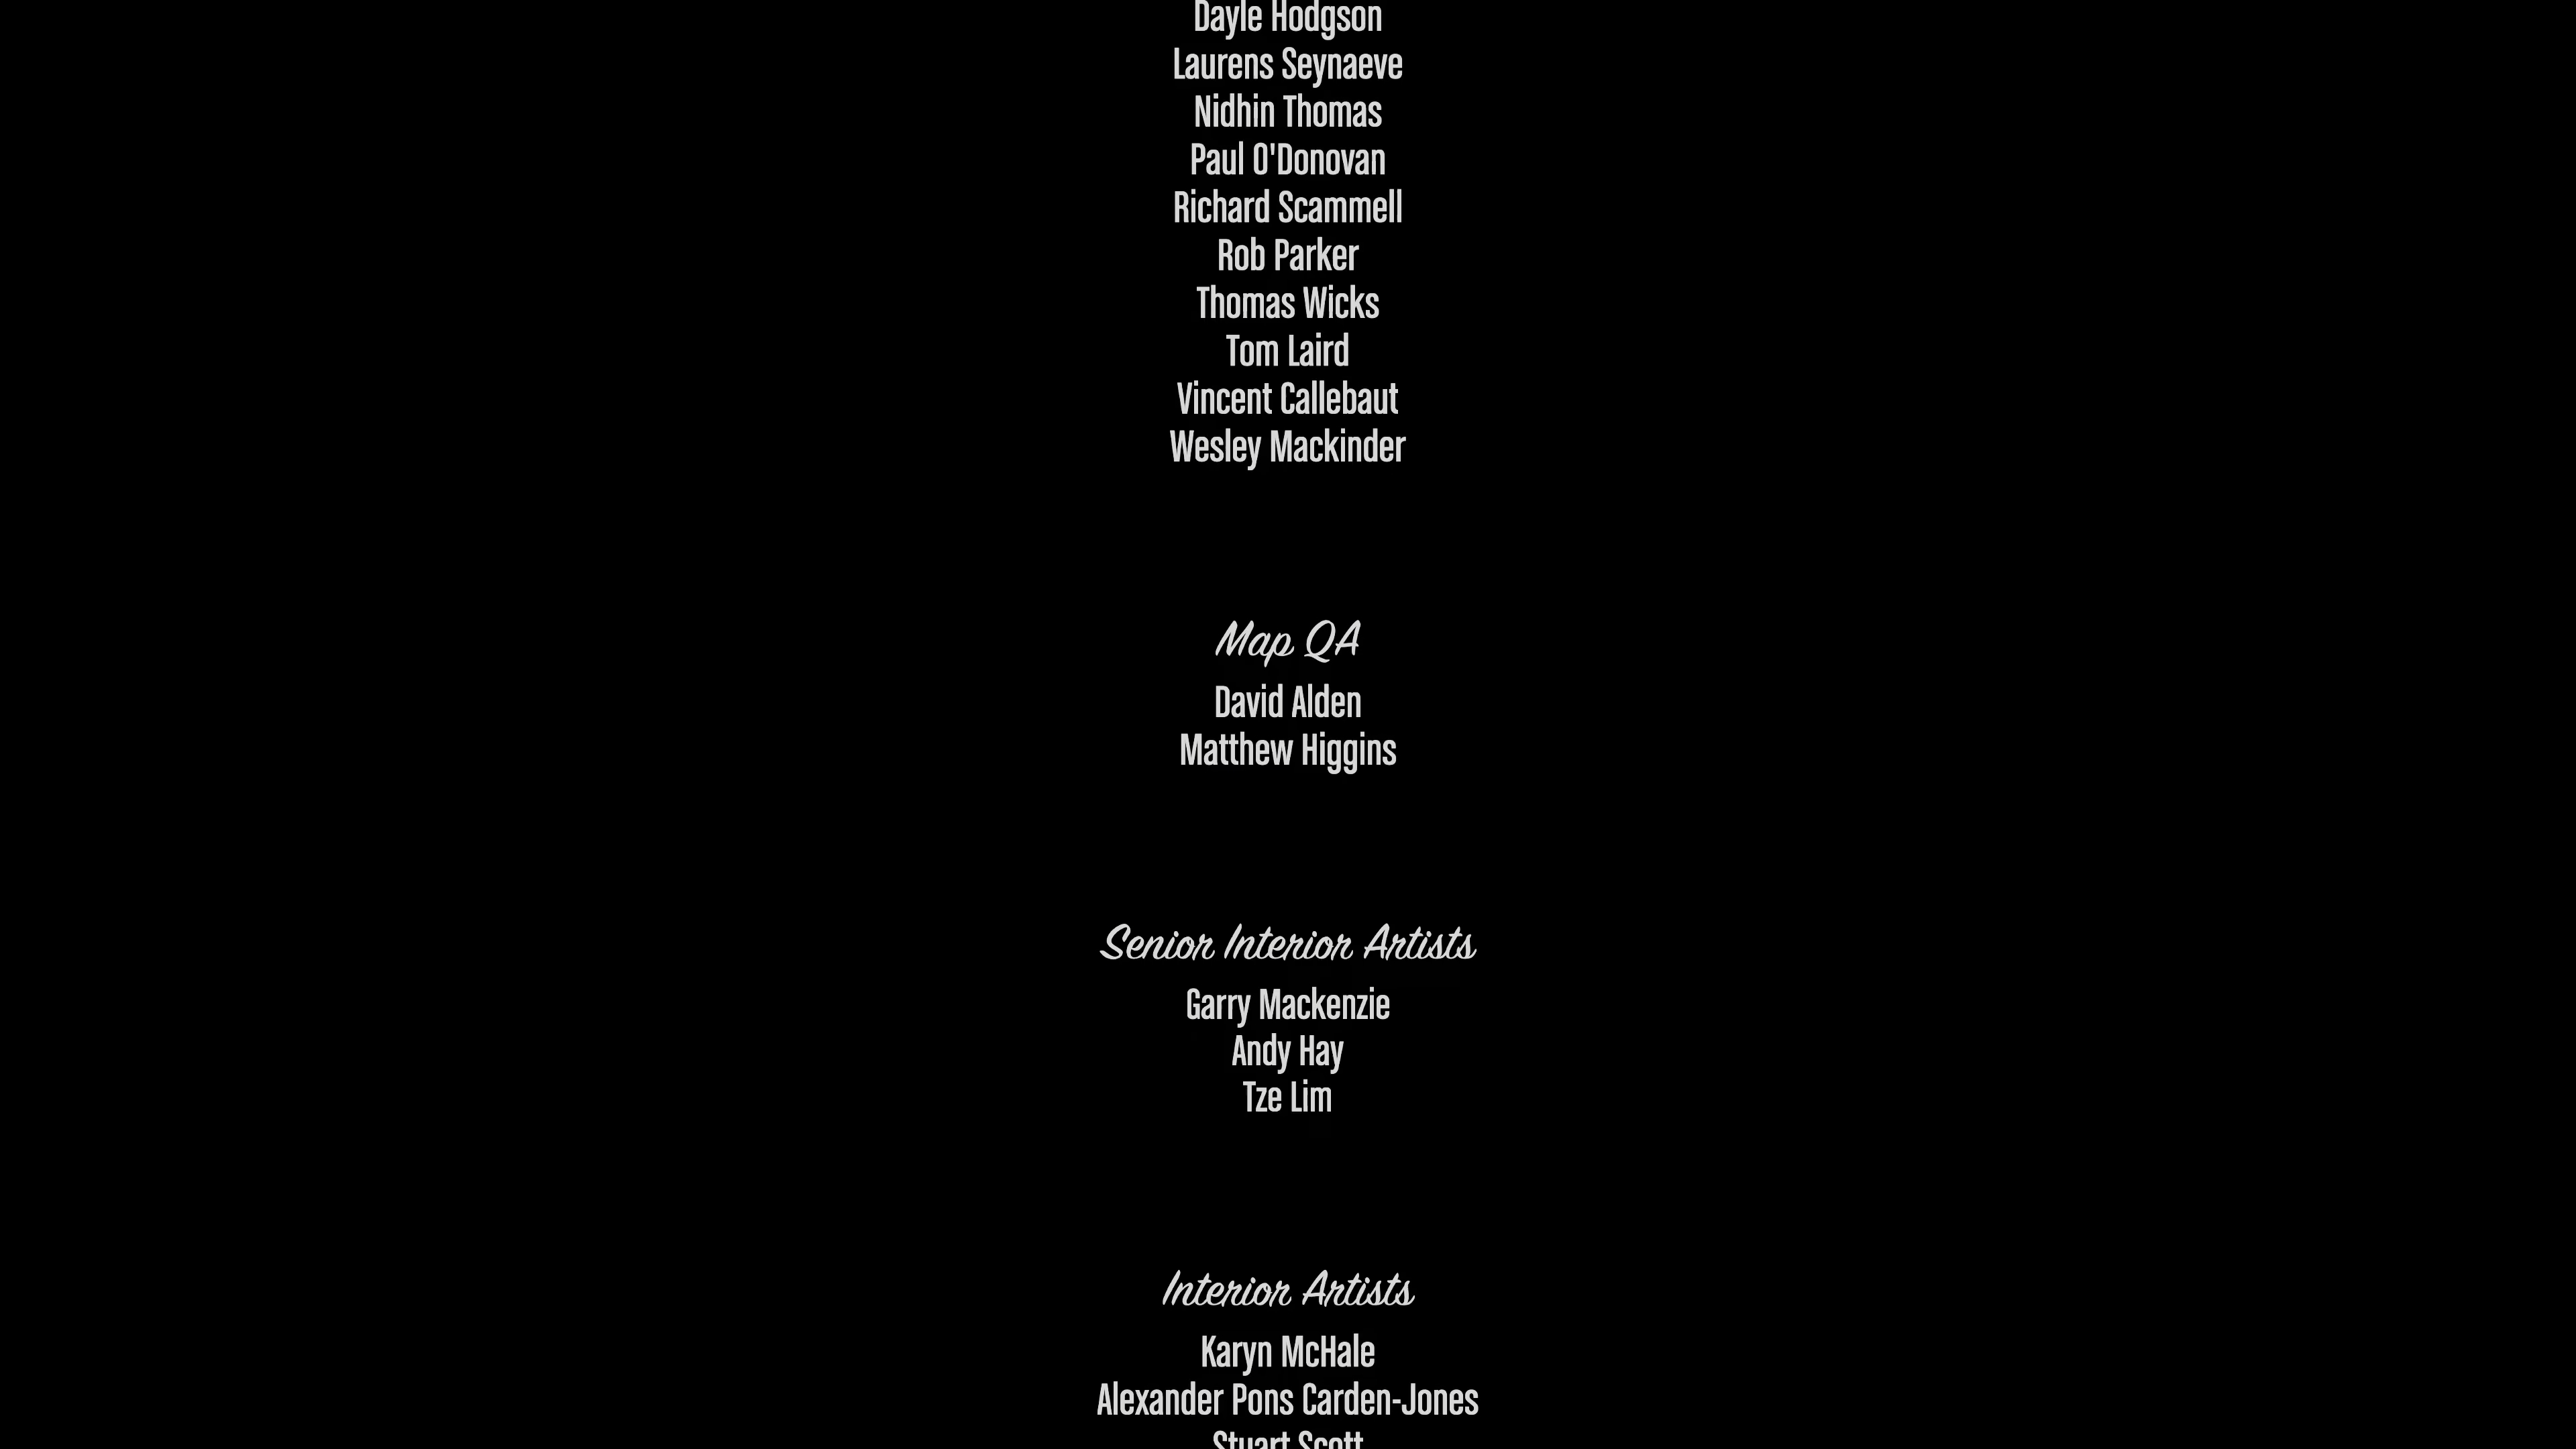 Dayle Hodgson
Laurens Seynaeve
Nidhin Thomas
Paul O'Donovan
Richard Scammell
Rob Parker
Thomas Wicks
Tom Laird
Vincent Callebaut
Wesley Mackinder
Map QA
David Alden
Matthew Higgins
Senior Interior Artists
Garry Mackenzie
Andy Hay
Tze Lim
Interior Artists
Karyn McHale
Alexander Pons Carden-Jones
Stuart Scott